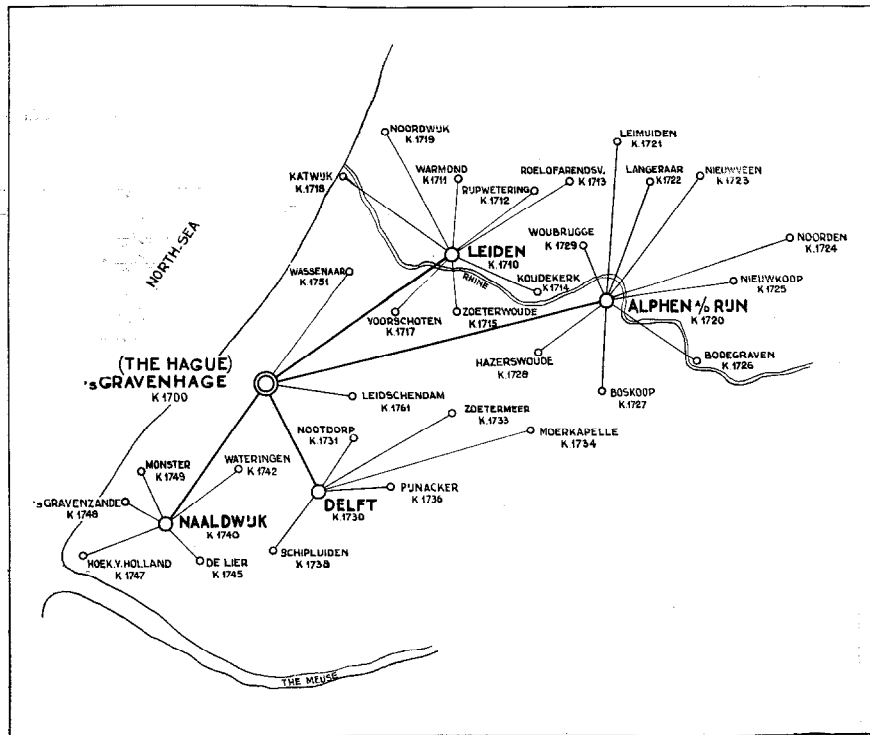 NOORDWIJK
K.1719
LEIMUIDEN
K.1721
KATWIJK
K.1718
WARMOND
K.1711
RIJPWETERING
K.1712
ROELOFARENDSV.
K.1713
LANGERAAR
K.1722
NIEUWVEEN
K.1723
NORTH-SEA
WASSENAAR
K.1751
LEIDEN
K.1710
RHINE
WOUBRUGGE
K.1729
KOUDEKERK
K.1714
NOORDEN
K.1724
NIEUWKOOP
K.1725
VOORSCHOTEN
K.1717
ZOETERWOUDE
K.1715
ALPHEN A/D RIJN
K.1720
HAZERSWOUDE
K.1728
BODEGRAVEN
K.1726
(THE HAGUE)
'sGRAVENHAGE
K.1700
LEIDSCHENDAM
K.1761
BOSKOOP
K.1727
NOOTDORP
K.1731
ZOETERMEER
K.1733
MOERKAPELLE
K.1734
MONSTER
K.1749
WATERINGEN
K.1742
'sGRAVENZANDE
K.1748
NAALDWIJK
K.1740
DELFT
K.1730
PIJNACKER
K.1736
HOEK.V.HOLLAND
K.1747
DE LIER
K.1745
SCHIPLUIDEN
K.1738
THE MEUSE